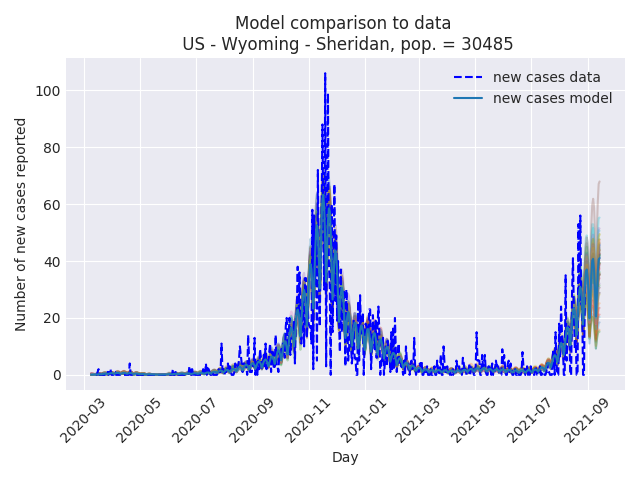 Model comparison to data
US - Wyoming - Sheridan, pop. = 30485
new cases data
new cases model
Number of new cases reported
100
80
60
40
20
0
2020-03
2020-05
2020-07
2020-09
2020-11
2021-01
2021-03
2021-05
2021-07
2021-09
Day